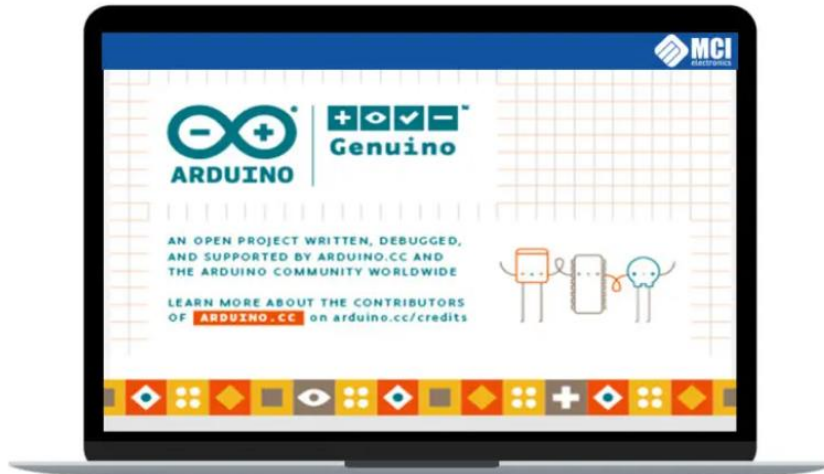 MCI
electronics
ARDUINO
Genuino™
AN OPEN PROJECT WRITTEN, DEBUGGED,
AND SUPPORTED BY ARDUINO.CC AND
THE ARDUINO COMMUNITY WORLDWIDE
LEARN MORE ABOUT THE CONTRIBUTORS
OF ARDUINO.CC on arduino.cc/credits